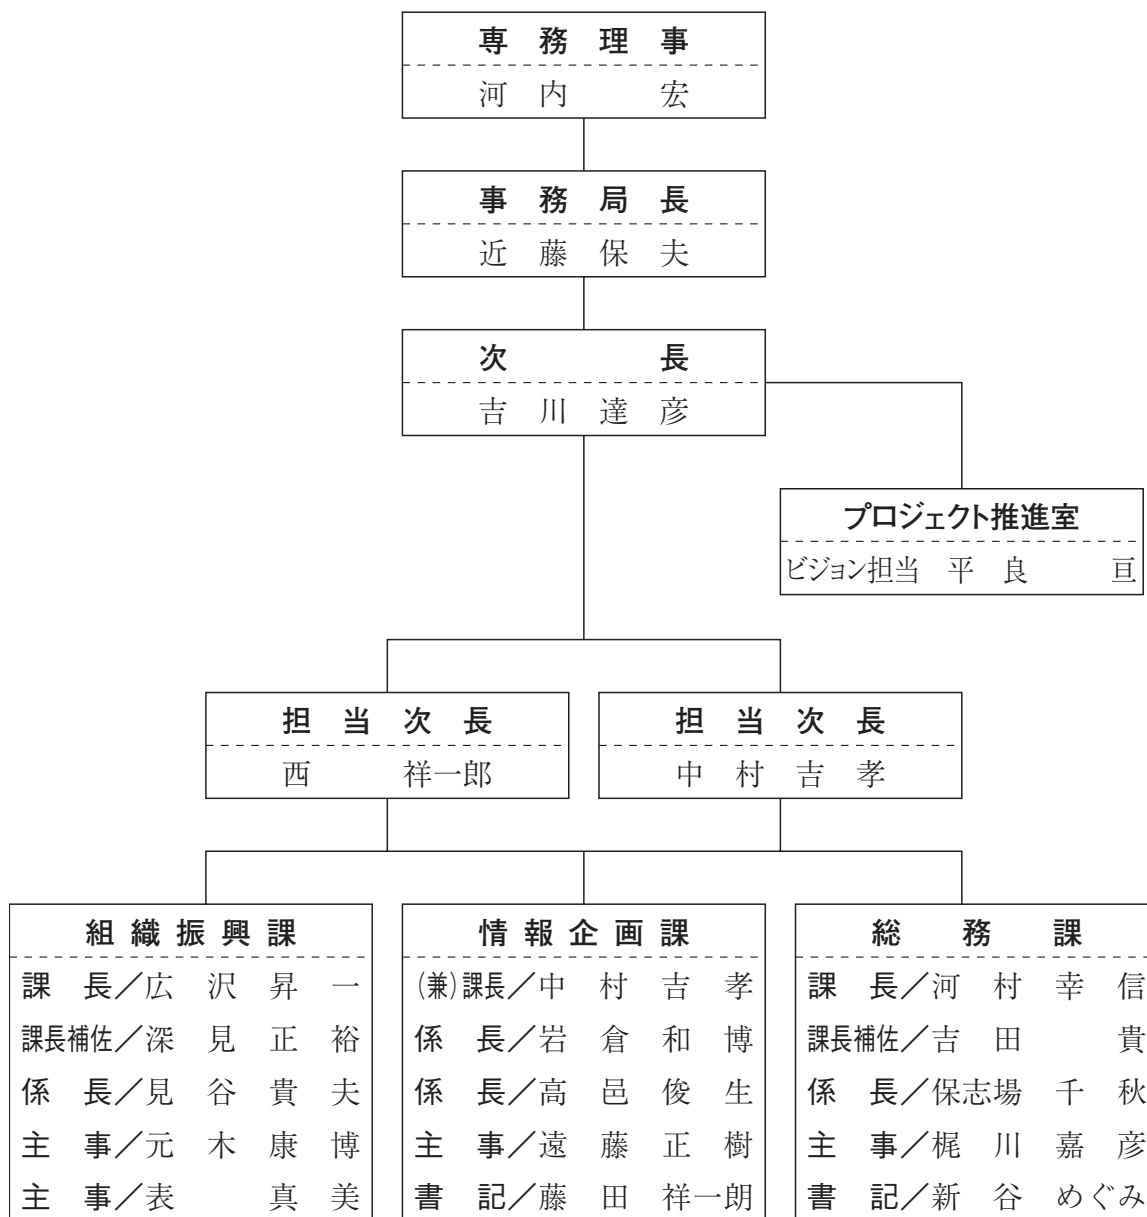 専務理事
河内 宏
事務局長
近藤保夫
次長
吉川達彦
プロジェクト推進室
ビジョン担当 平良 亘
担当次長
西 祥一郎
担当次長
中村吉孝
組織振興課
課長／広沢昇一
課長補佐／深見正裕
係長／見谷貴夫
主事／元木康博
主事／表 真美
情報企画課
(兼)課長／中村吉孝
係長／岩倉和博
係長／高邑俊生
主事／遠藤正樹
書記／藤田祥一朗
総務課
課長／河村幸信
課長補佐／吉田 貴
係長／保志場千秋
主事／梶川嘉彦
書記／新谷めぐみ